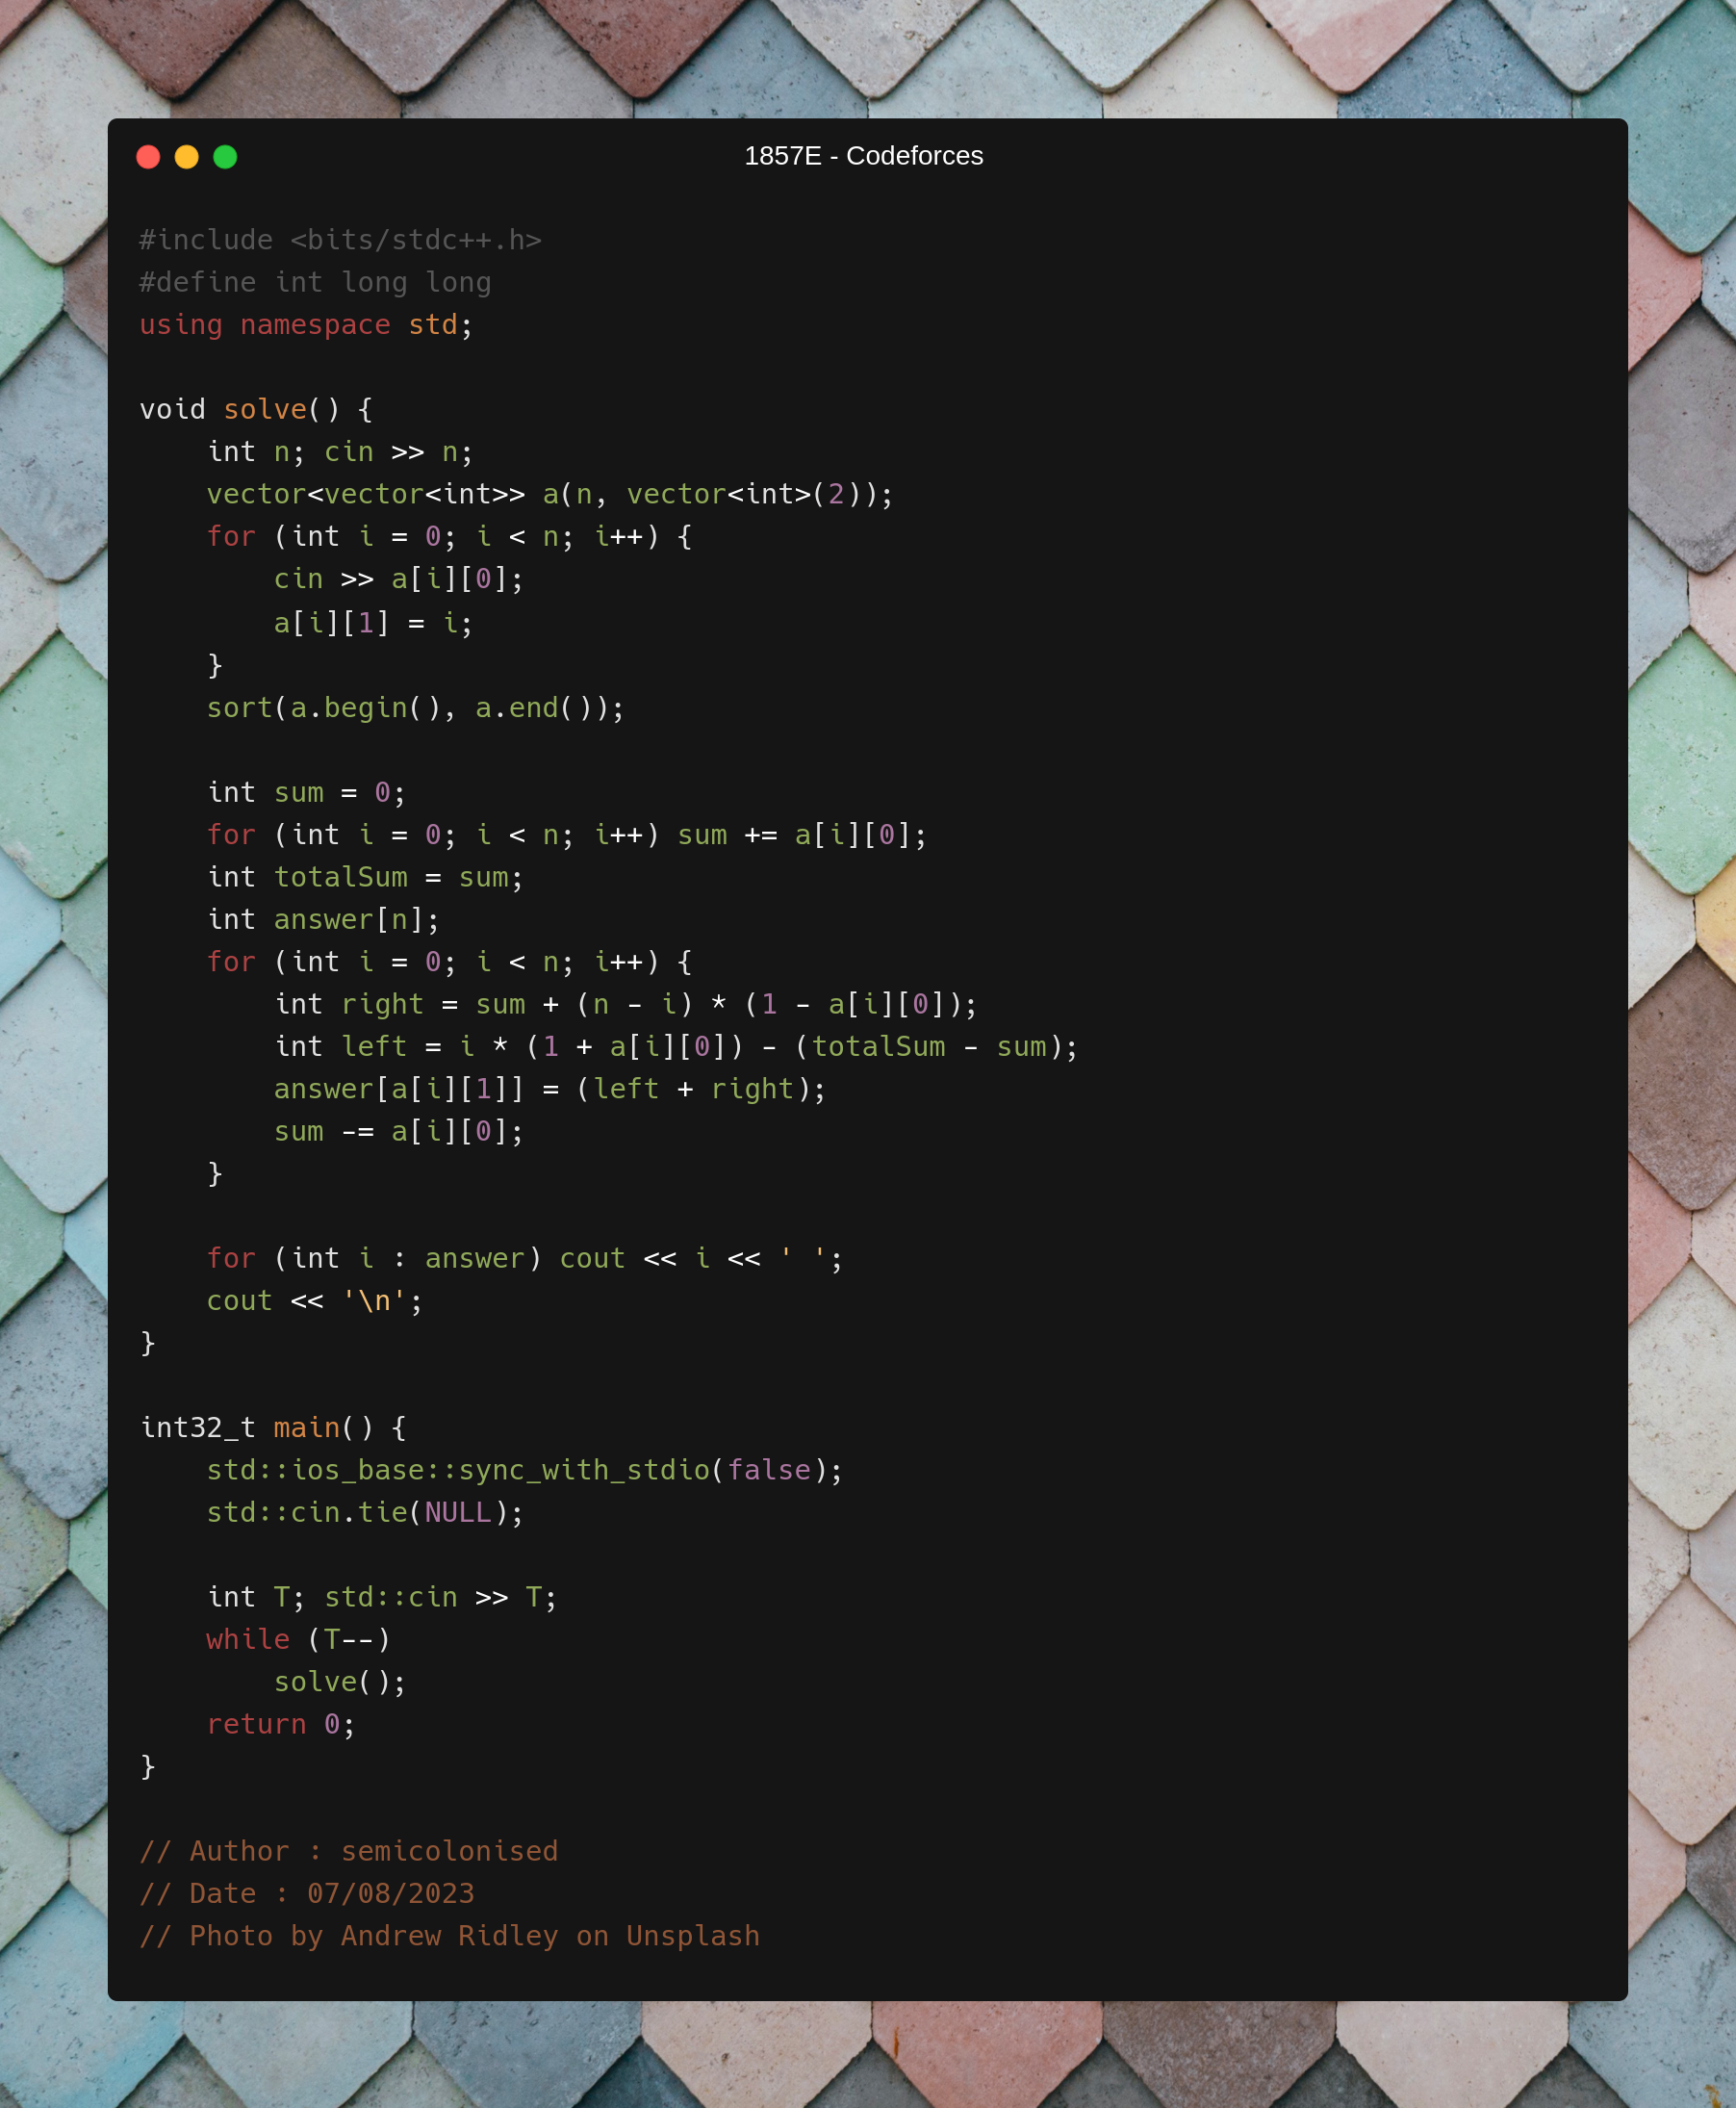 1857E - Codeforces
#include <bits/stdc++.h>
#define int long long
using namespace std;
void solve() {
    int n; cin >> n;
    vector<vector<int>> a(n, vector<int>(2));
    for (int i = 0; i < n; i++) {
        cin >> a[i][0];
        a[i][1] = i;
    }
    sort(a.begin(), a.end());
    int sum = 0;
    for (int i = 0; i < n; i++) sum += a[i][0];
    int totalSum = sum;
    int answer[n];
    for (int i = 0; i < n; i++) {
        int right = sum + (n - i) * (1 - a[i][0]);
        int left = i * (1 + a[i][0]) - (totalSum - sum);
        answer[a[i][1]] = (left + right);
        sum -= a[i][0];
    }
    for (int i : answer) cout << i << ' ';
    cout << '\n';
}
int32_t main() {
    std::ios_base::sync_with_stdio(false);
    std::cin.tie(NULL);
    int T; std::cin >> T;
    while (T--)
        solve();
    return 0;
}
// Author : semicolonised
// Date : 07/08/2023
// Photo by Andrew Ridley on Unsplash